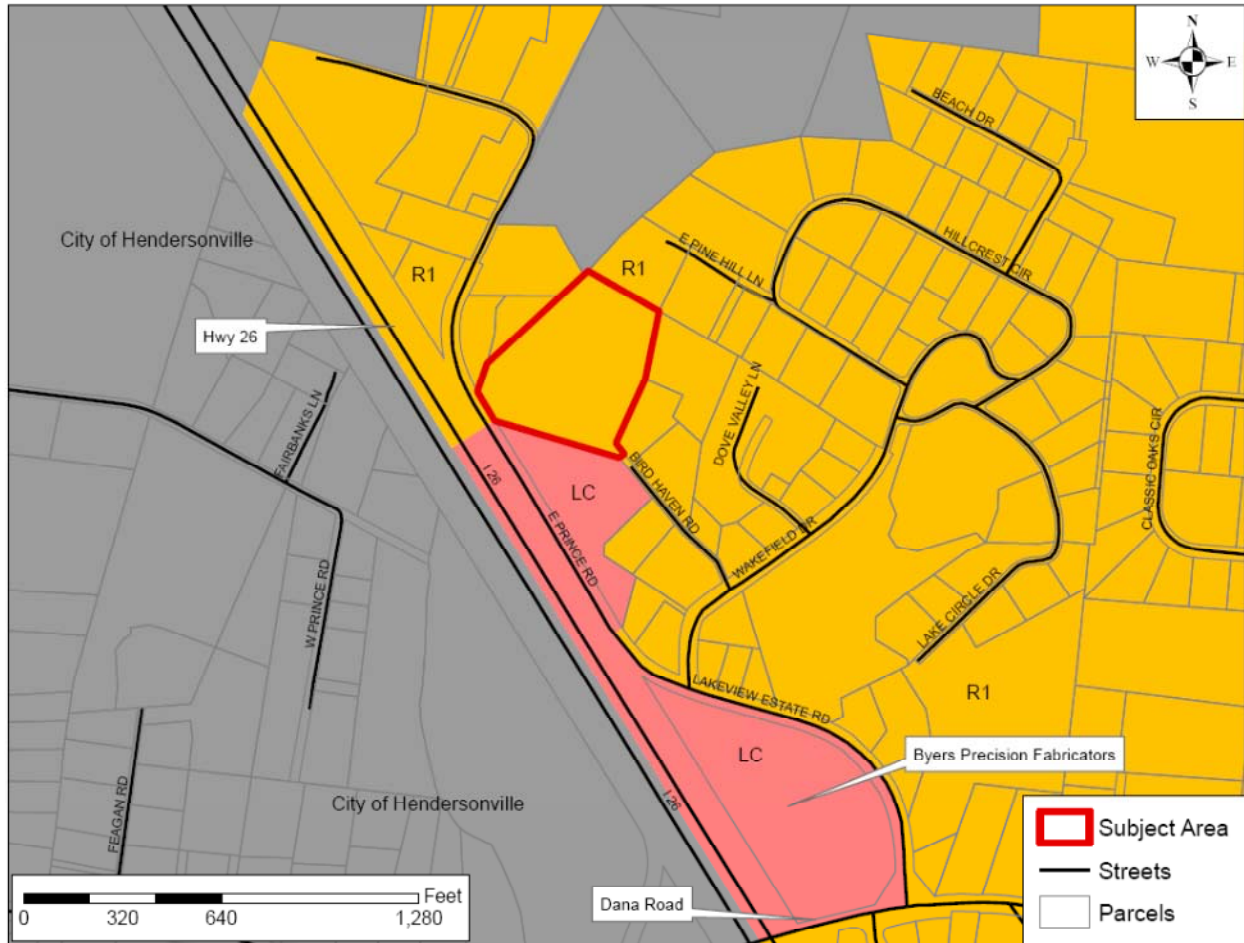 N
W E
S
BEACH DR
City of Hendersonville
HILLCREST CIR
E PINE HILL LN
R1
R1
Hwy 26
DOVE VALLEY LN
FAIRBANKS LN
CLASSIC OAKS CIR
I 26
LC
BIRD HAVEN RD
E PRINCE RD
WAKEFIELD DR
W PRINCE RD
LAKE CIRCLE DR
R1
LAKEVIEW ESTATE RD
LC
Byers Precision Fabricators
I 26
City of Hendersonville
FEAGAN RD
Subject Area
Streets
Parcels
Feet
0 320 640 1,280
Dana Road